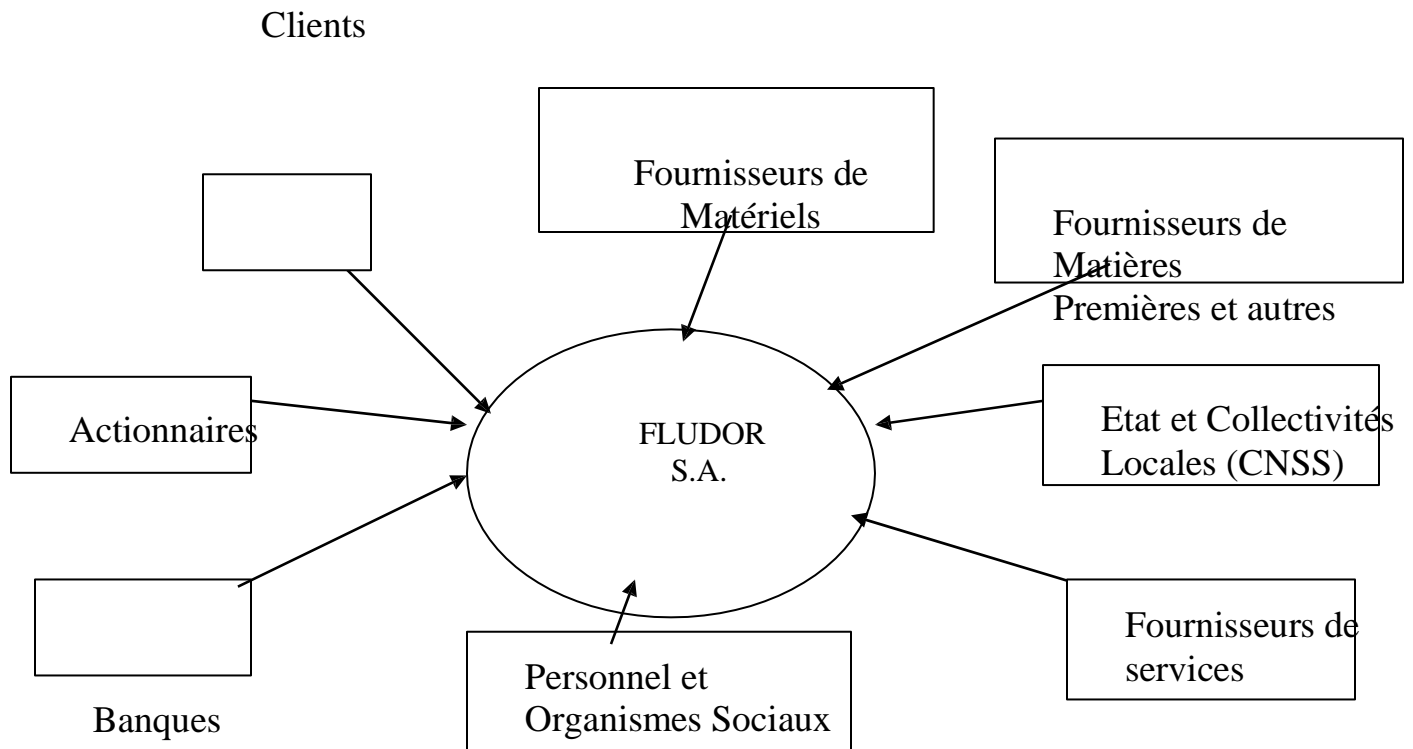 Clients
Fournisseurs de
Matériels
Fournisseurs de
Matières
Premières et autres
Actionnaires
FLUDOR
S.A.
Etat et Collectivités
Locales (CNSS)
Fournisseurs de
services
Personnel et
Organismes Sociaux
Banques